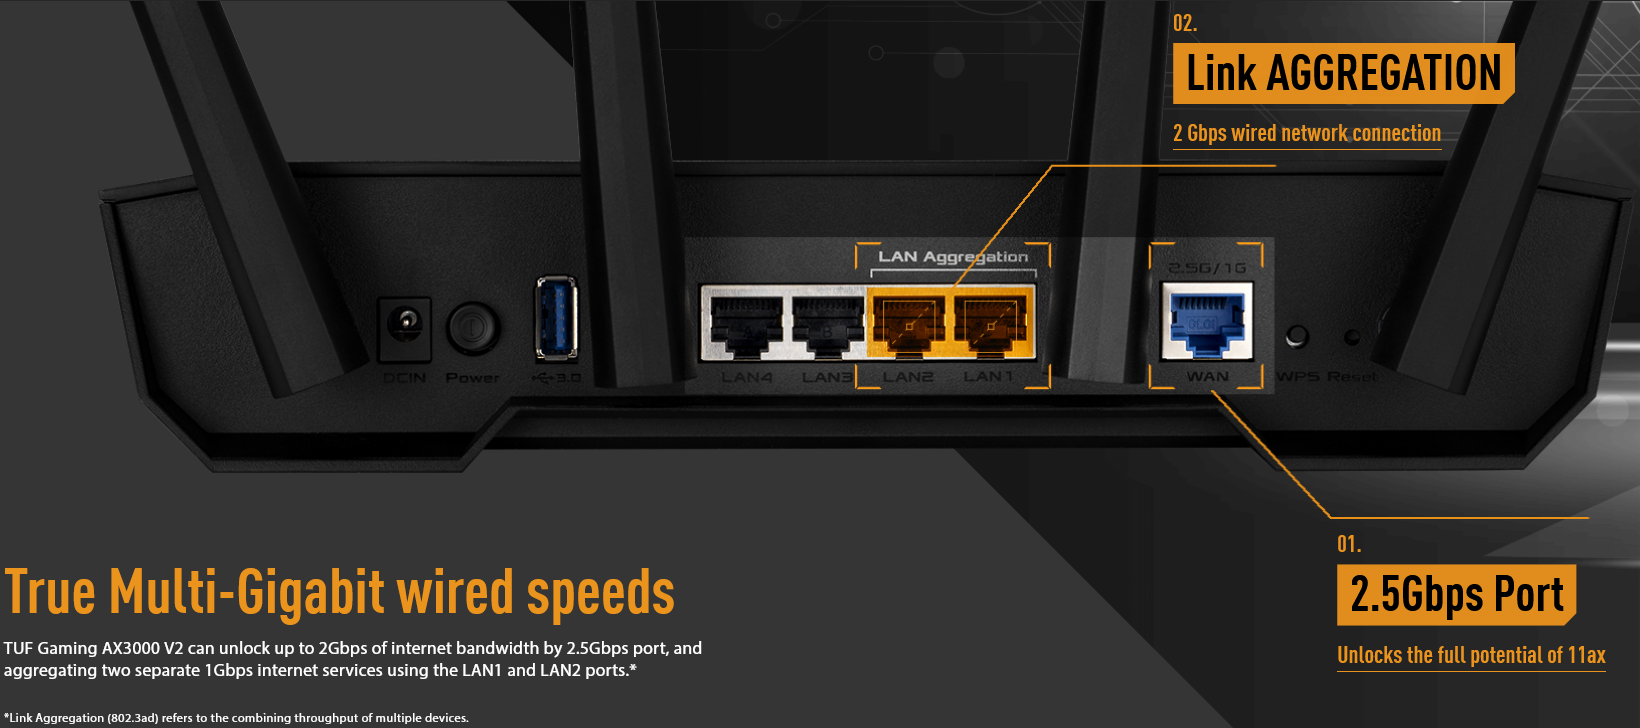 02.
Link AGGREGATION
2 Gbps wired network connection
LAN Aggregation
2.5G/1G
DCIN
Power
3.0
LAN4
LAN3
LAN2
LAN1
WAN
WPS
Reset
01.
2.5Gbps Port
Unlocks the full potential of 11ax
True Multi-Gigabit wired speeds
TUF Gaming AX3000 V2 can unlock up to 2Gbps of internet bandwidth by 2.5Gbps port, and
aggregating two separate 1Gbps internet services using the LAN1 and LAN2 ports.*
*Link Aggregation (802.3ad) refers to the combining throughput of multiple devices.